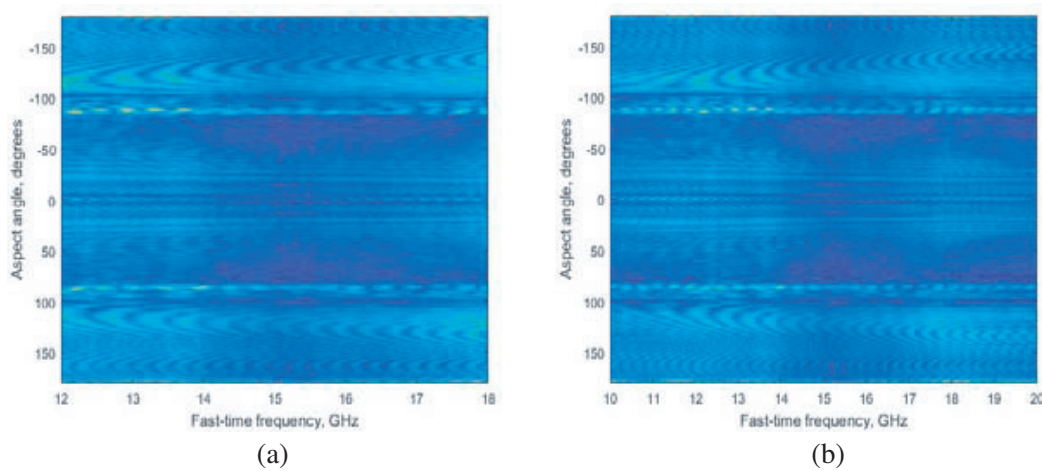 -150
-100
-50
0
50
100
150
Aspect angle, degrees
12 13 14 15 16 17 18
Fast-time frequency, GHz
(a)
-150
-100
-50
0
50
100
150
Aspect angle, degrees
10 11 12 13 14 15 16 17 18 19 20
Fast-time frequency, GHz
(b)